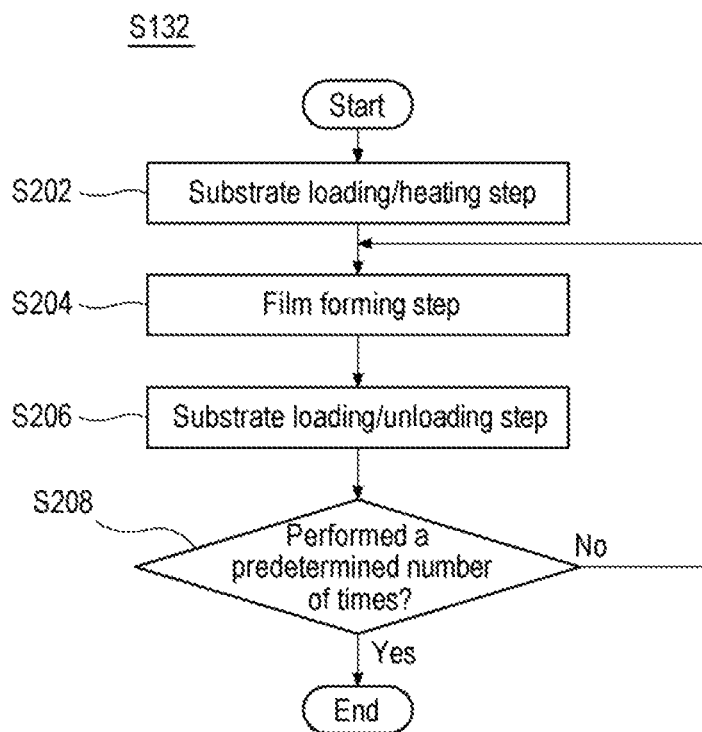 S132
Start
S202
Substrate loading/heating step
S204
Film forming step
S206
Substrate loading/unloading step
S208
Performed a
predetermined number
of times?
No
Yes
End